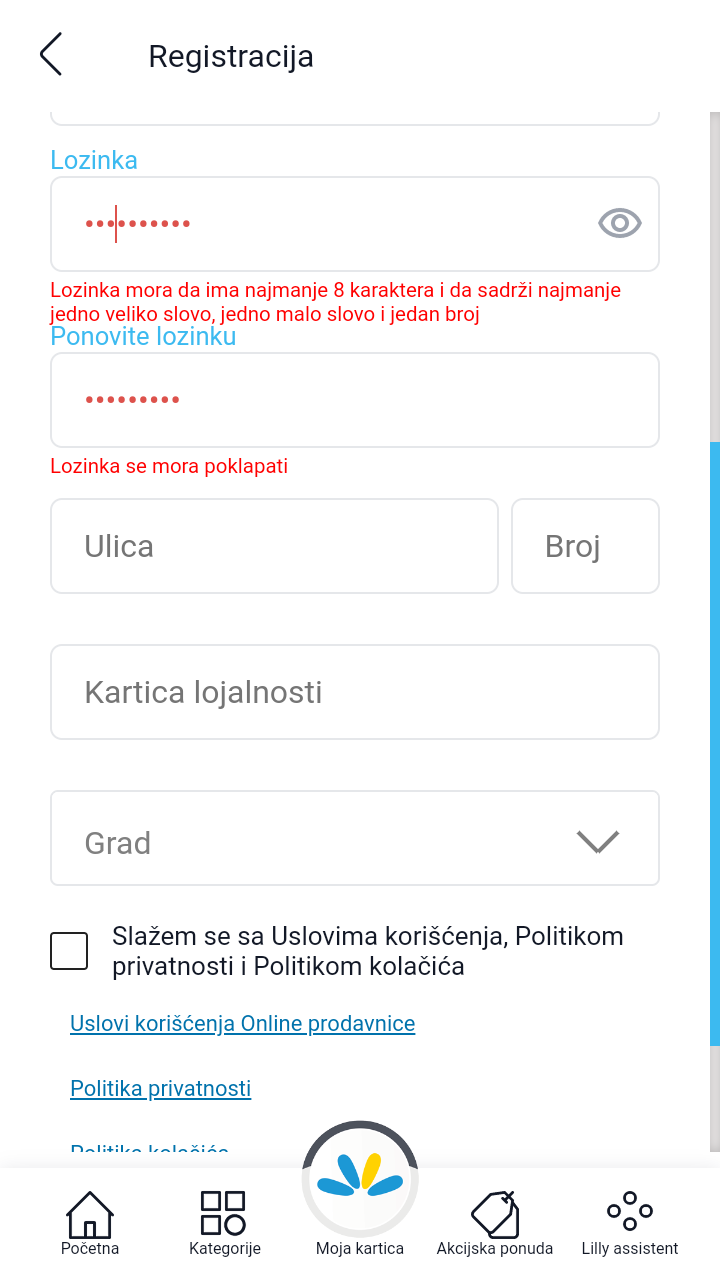 Registracija
Lozinka
••••••••••
Lozinka mora da ima najmanje 8 karaktera i da sadrži najmanje
jedno veliko slovo, jedno malo slovo i jedan broj
Ponovite lozinku
•••••••••
Lozinka se mora poklapati
Ulica
Broj
Kartica lojalnosti
Grad
Slažem se sa Uslovima korišćenja, Politikom
privatnosti i Politikom kolačića
Uslovi korišćenja Online prodavnice
Politika privatnosti
Politika kolačića
Početna
Kategorije
Moja kartica
Akcijska ponuda
Lilly assistent